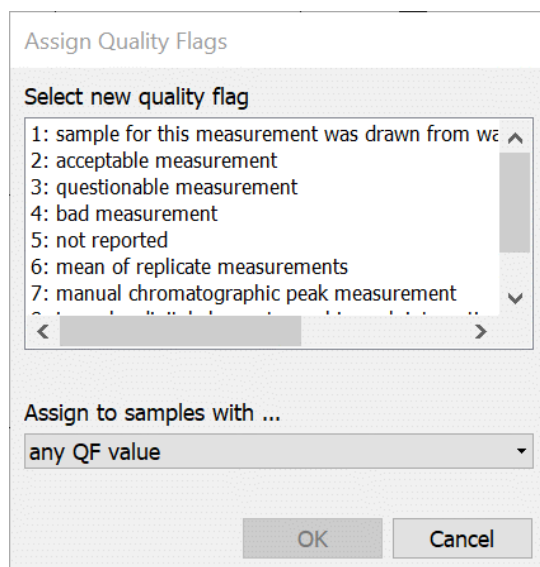 Assign Quality Flags
Select new quality flag
1: sample for this measurement was drawn from wa
2: acceptable measurement
3: questionable measurement
4: bad measurement
5: not reported
6: mean of replicate measurements
7: manual chromatographic peak measurement
Assign to samples with ...
any QF value
OK
Cancel